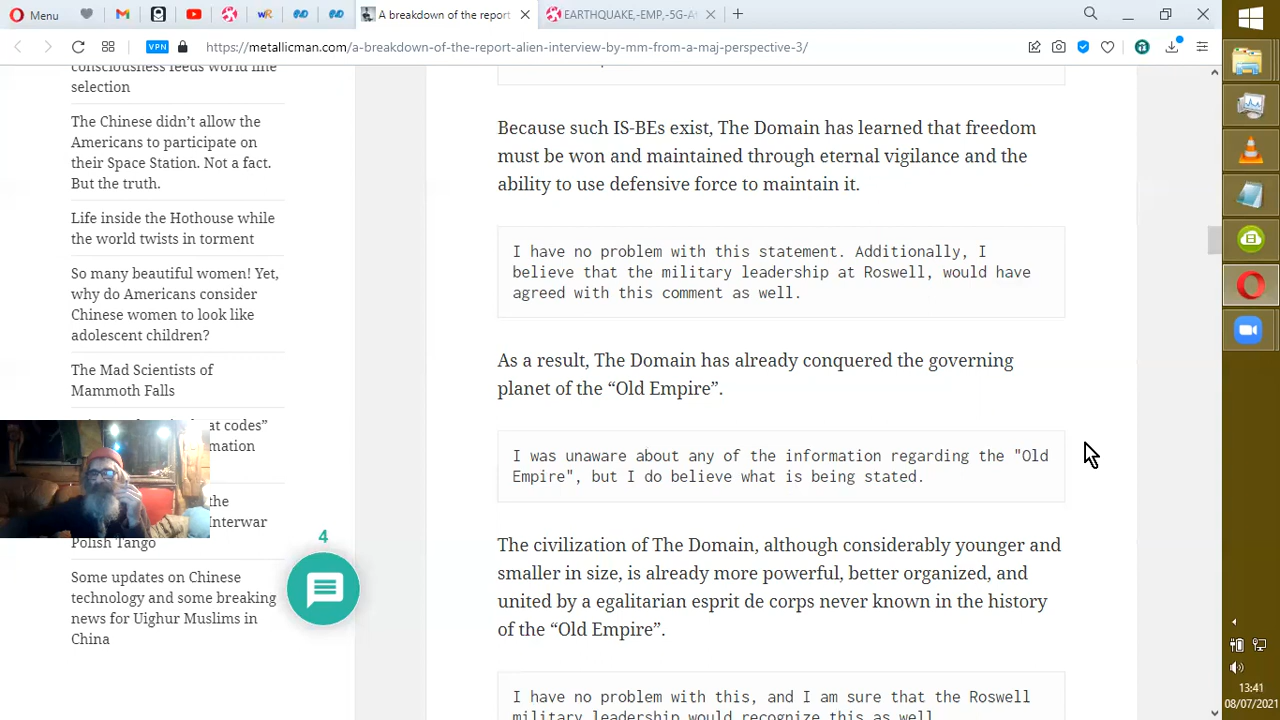 Menu
A breakdown of the report
EARTHQUAKE,-EMP,-5G-A
VPN
https://metallicman.com/a-breakdown-of-the-report-alien-interview-by-mm-from-a-maj-perspective-3/
consciousness feeds world line
selection
The Chinese didn’t allow the
Americans to participate on
their Space Station. Not a fact.
But the truth.
Life inside the Hothouse while
the world twists in torment
So many beautiful women! Yet,
why do Americans consider
Chinese women to look like
adolescent children?
The Mad Scientists of
Mammoth Falls
at codes”
mation
the
Interwar
Polish Tango
Some updates on Chinese
technology and some breaking
news for Uighur Muslims in
China
4
Because such IS-BEs exist, The Domain has learned that freedom
must be won and maintained through eternal vigilance and the
ability to use defensive force to maintain it.
I have no problem with this statement. Additionally, I
believe that the military leadership at Roswell, would have
agreed with this comment as well.
As a result, The Domain has already conquered the governing
planet of the “Old Empire”.
I was unaware about any of the information regarding the "Old
Empire", but I do believe what is being stated.
The civilization of The Domain, although considerably younger and
smaller in size, is already more powerful, better organized, and
united by a egalitarian esprit de corps never known in the history
of the “Old Empire”.
I have no problem with this, and I am sure that the Roswell
military leadership would recognize this as well.
13:41
08/07/2021